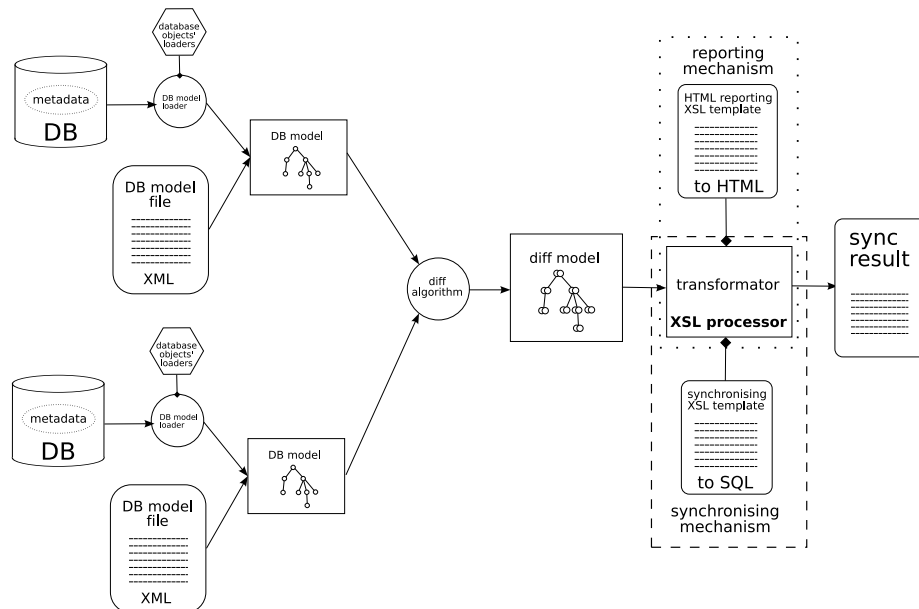 database
objects'
loaders
metadata
DB
DB model
loader
DB model
DB model
file
XML
database
objects'
loaders
metadata
DB
DB model
loader
DB model
DB model
file
XML
diff
algorithm
diff model
reporting
mechanism
HTML reporting
XSL template
to HTML
transformator
XSL processor
synchronising
XSL template
to SQL
synchronising
mechanism
sync
result